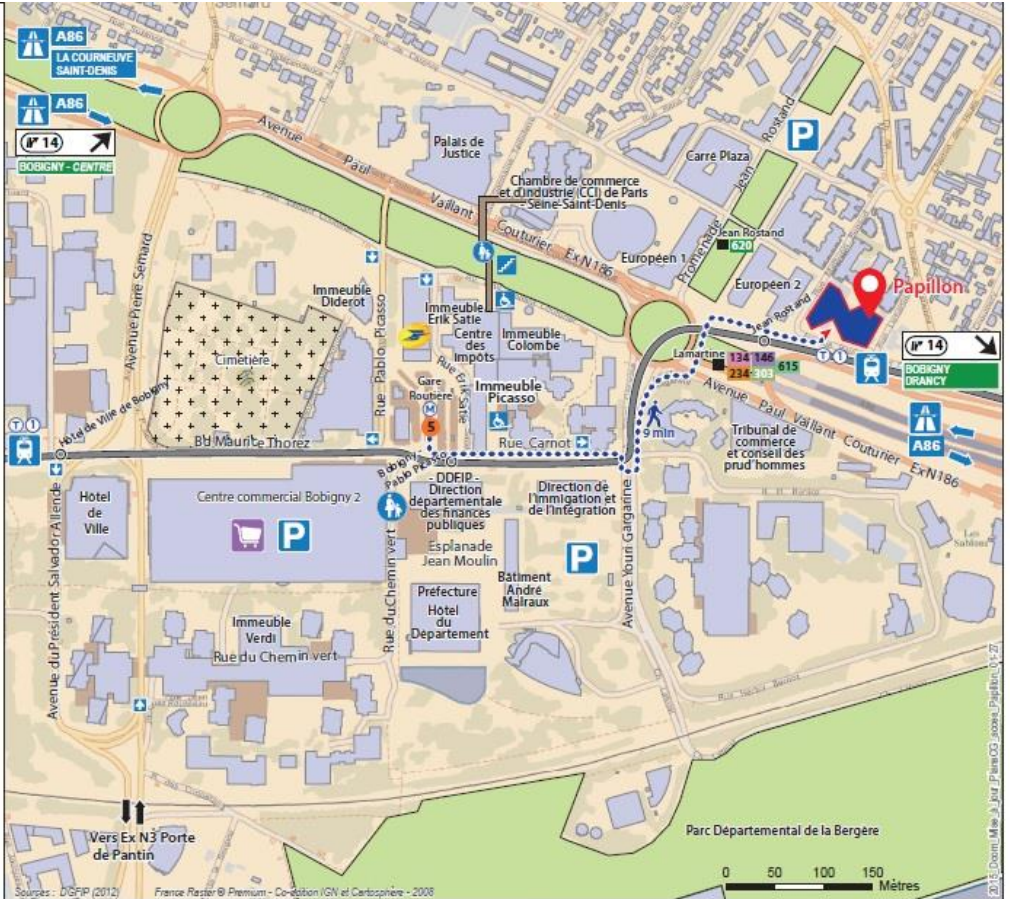 A86
LA COURNEUVE
SAINT-DENIS
A86
N° 14
BOBIGNY - CENTRE
Avenue Paul Vaillant Couturier Ex N186
Palais de
Justice
Chambre de commerce
et d'industrie (CCI) de Paris
- Seine-Saint-Denis
Carré Plaza
P
Promenade Jean Rostand
Jean Rostand
620
Européen 1
Européen 2
Jean Rostand
Papillon
N° 14
BOBIGNY
DRANCY
A86
T 1
Lamartine
134 146
234 303
615
Avenue Paul Vaillant Couturier Ex N186
Avenue Pierre Sémard
Cimetière
Immeuble
Diderot
Rue Pablo Picasso
Immeuble
Erik Satie
Centre
des
Impôts
Immeuble
Colombe
Rue Erik Satie
Gare
Routière
M
5
Immeuble
Picasso
Rue Carnot
9 min
Tribunal de
commerce
et conseil des
prud'hommes
T 1
Hôtel de Ville de Bobigny
Bd Maurice Thorez
Bobigny
Pablo Picasso
Hôtel
de
Ville
Centre commercial Bobigny 2
P
- DDFIP -
Direction
départementale
des finances
publiques
Direction de
l'immigation et
de l'intégration
Esplanade
Jean Moulin
P
Avenue du Président Salvador Allende
Rue du Chemin vert
Préfecture
Hôtel
du
Département
Bâtiment
André
Malraux
Avenue Youri Gargarine
Les
Sablons
Immeuble
Verdi
Rue du Chemin vert
Vers Ex N3 Porte
de Pantin
Parc Départemental de la Bergère
0 50 100 150
Mètres
Sources : DGFIP (2012) France Raster ® Premium - Co-édition IGN et Cartosphère - 2008